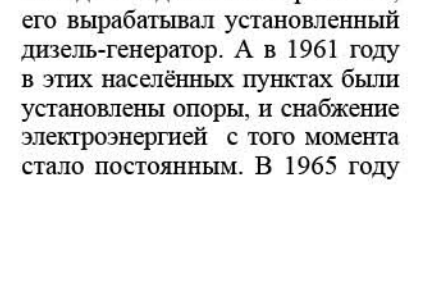 его вырабатывал установленный
дизель-генератор. А в 1961 году
в этих населённых пунктах были
установлены опоры, и снабжение
электроэнергией с того момента
стало постоянным. В 1965 году